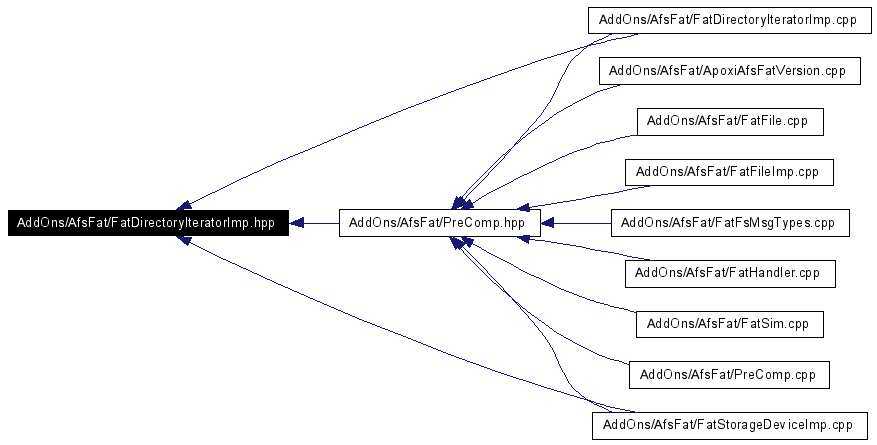 AddOns/AfsFat/FatDirectoryIteratorImp.cpp
AddOns/AfsFat/ApoxiAfsFatVersion.cpp
AddOns/AfsFat/FatFile.cpp
AddOns/AfsFat/FatFileImp.cpp
AddOns/AfsFat/FatDirectoryIteratorImp.hpp
AddOns/AfsFat/PreComp.hpp
AddOns/AfsFat/FatFsMsgTypes.cpp
AddOns/AfsFat/FatHandler.cpp
AddOns/AfsFat/FatSim.cpp
AddOns/AfsFat/PreComp.cpp
AddOns/AfsFat/FatStorageDeviceImp.cpp